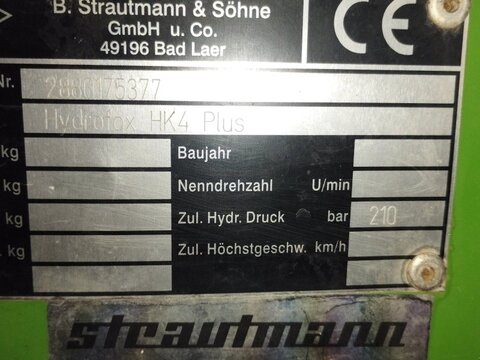 B. Strautmann & Söhne
GmbH u. Co.
49196 Bad Laer
CE
Nr. 2880175377
Hydrofox HK4 Plus
kg Baujahr
kg Nenndrehzahl U/min
kg Zul. Hydr. Druck bar 210
kg Zul. Höchstgeschw. km/h
strautmann